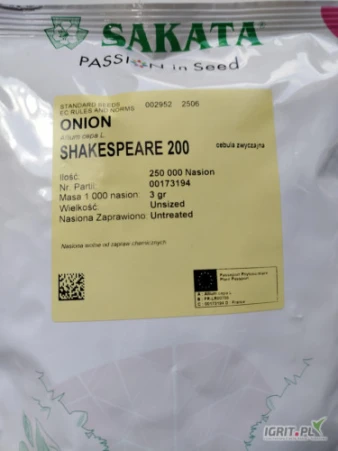 SAKATA
PASSION in Seed
STANDARD SEEDS 002952 2506
EC RULES AND NORMS
ONION
Allium cepa L.
SHAKESPEARE 200 cebula zwyczajna
Ilość: 250 000 Nasion
Nr. Partii: 00173194
Masa 1 000 nasion: 3 gr
Wielkość: Unsized
Nasiona Zaprawiono: Untreated
Nasiona wolne od zapraw chemicznych
Plant Passport
A Allium cepa L.
IGRIT.PL